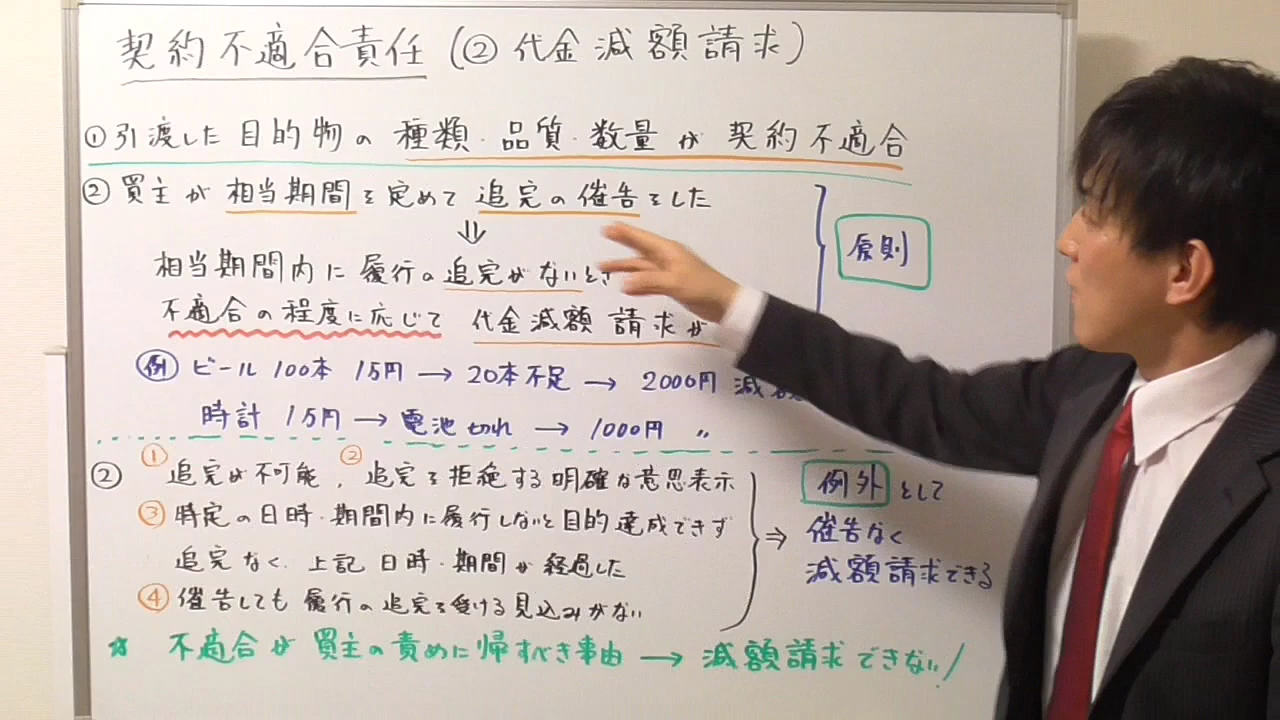 契約不適合責任(② 代金減額請求)
①引渡した目的物の 種類・品質・数量が 契約不適合
② 買主が 相当期間を定めて 追完の催告をした
原則
⇓
相当期間内に 履行の追完がないとき
不適合の程度に応じて 代金減額 請求が
例 ビール 100本 1万円 → 20本不足 → 2000円 減額
時計 1万円 → 電池切れ → 1000円 〃
② ① 追完が不可能 , ② 追完を拒絶する明確な意思表示
③ 特定の日時・期間内に履行しないと目的達成できず
追完なく、上記 日時・期間が 経過した
④ 催告しても 履行の追完を受ける見込みがない
⇒ 例外 として
催告なく
減額請求できる
☆ 不適合が 買主の責めに帰すべき事由 → 減額請求できない!